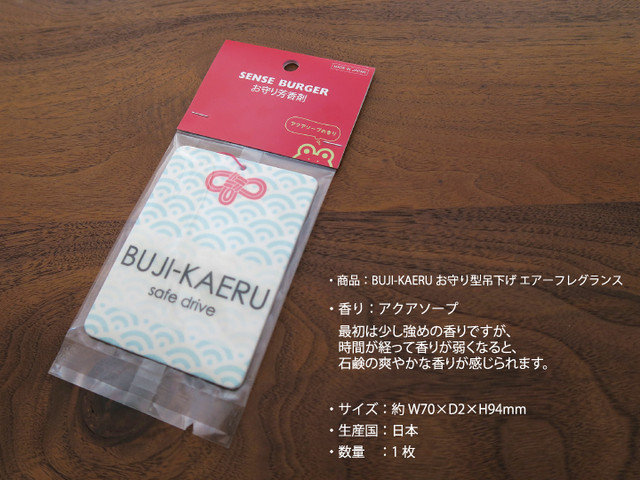 MADE IN JAPAN
SENSE BURGER
お守り芳香剤
アクアソープの香り
BUJI-KAERU
safe drive
・商品：BUJI-KAERU お守り型吊下げ エアーフレグランス
・香り：アクアソープ
最初は少し強めの香りですが、
時間が経って香りが弱くなると、
石鹸の爽やかな香りが感じられます。
・サイズ：約 W70×D2×H94mm
・生産国：日本
・数量　：1 枚